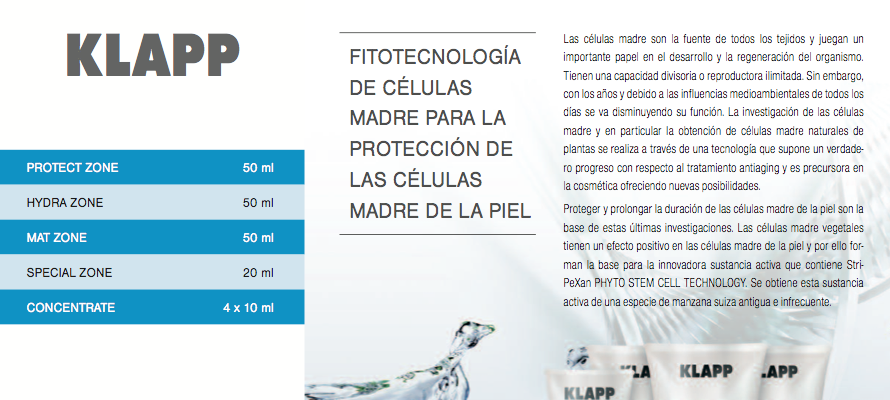 KLAPP
PROTECT ZONE 50 ml
HYDRA ZONE 50 ml
MAT ZONE 50 ml
SPECIAL ZONE 20 ml
CONCENTRATE 4 x 10 ml
FITOTECNOLOGÍA
DE CÉLULAS
MADRE PARA LA
PROTECCIÓN DE
LAS CÉLULAS
MADRE DE LA PIEL
Las células madre son la fuente de todos los tejidos y juegan un
importante papel en el desarrollo y la regeneración del organismo.
Tienen una capacidad divisoria o reproductora ilimitada. Sin embargo,
con los años y debido a las influencias medioambientales de todos los
días se va disminuyendo su función. La investigación de las células
madre y en particular la obtención de células madre naturales de
plantas se realiza a través de una tecnología que supone un verdade-
ro progreso con respecto al tratamiento antiaging y es precursora en
la cosmética ofreciendo nuevas posibilidades.
Proteger y prolongar la duración de las células madre de la piel son la
base de estas últimas investigaciones. Las células madre vegetales
tienen un efecto positivo en las células madre de la piel y por ello for-
man la base para la innovadora sustancia activa que contiene Stri-
PeXan PHYTO STEM CELL TECHNOLOGY. Se obtiene esta sustancia
activa de una especie de manzana suiza antigua e infrecuente.
KLAPP
KLA
KLAPP
LAPP